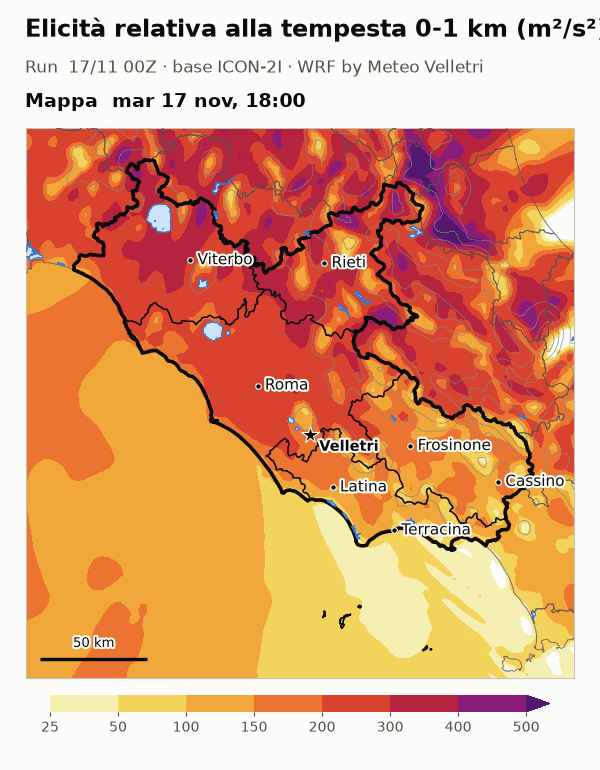 Elicità relativa alla tempesta 0-1 km (m²/s²)
Run 17/11 00Z · base ICON-2I · WRF by Meteo Velletri
Mappa mar 17 nov, 18:00
Viterbo
Rieti
Roma
Velletri
Frosinone
Cassino
Latina
Terracina
50 km
25 50 100 150 200 300 400 500